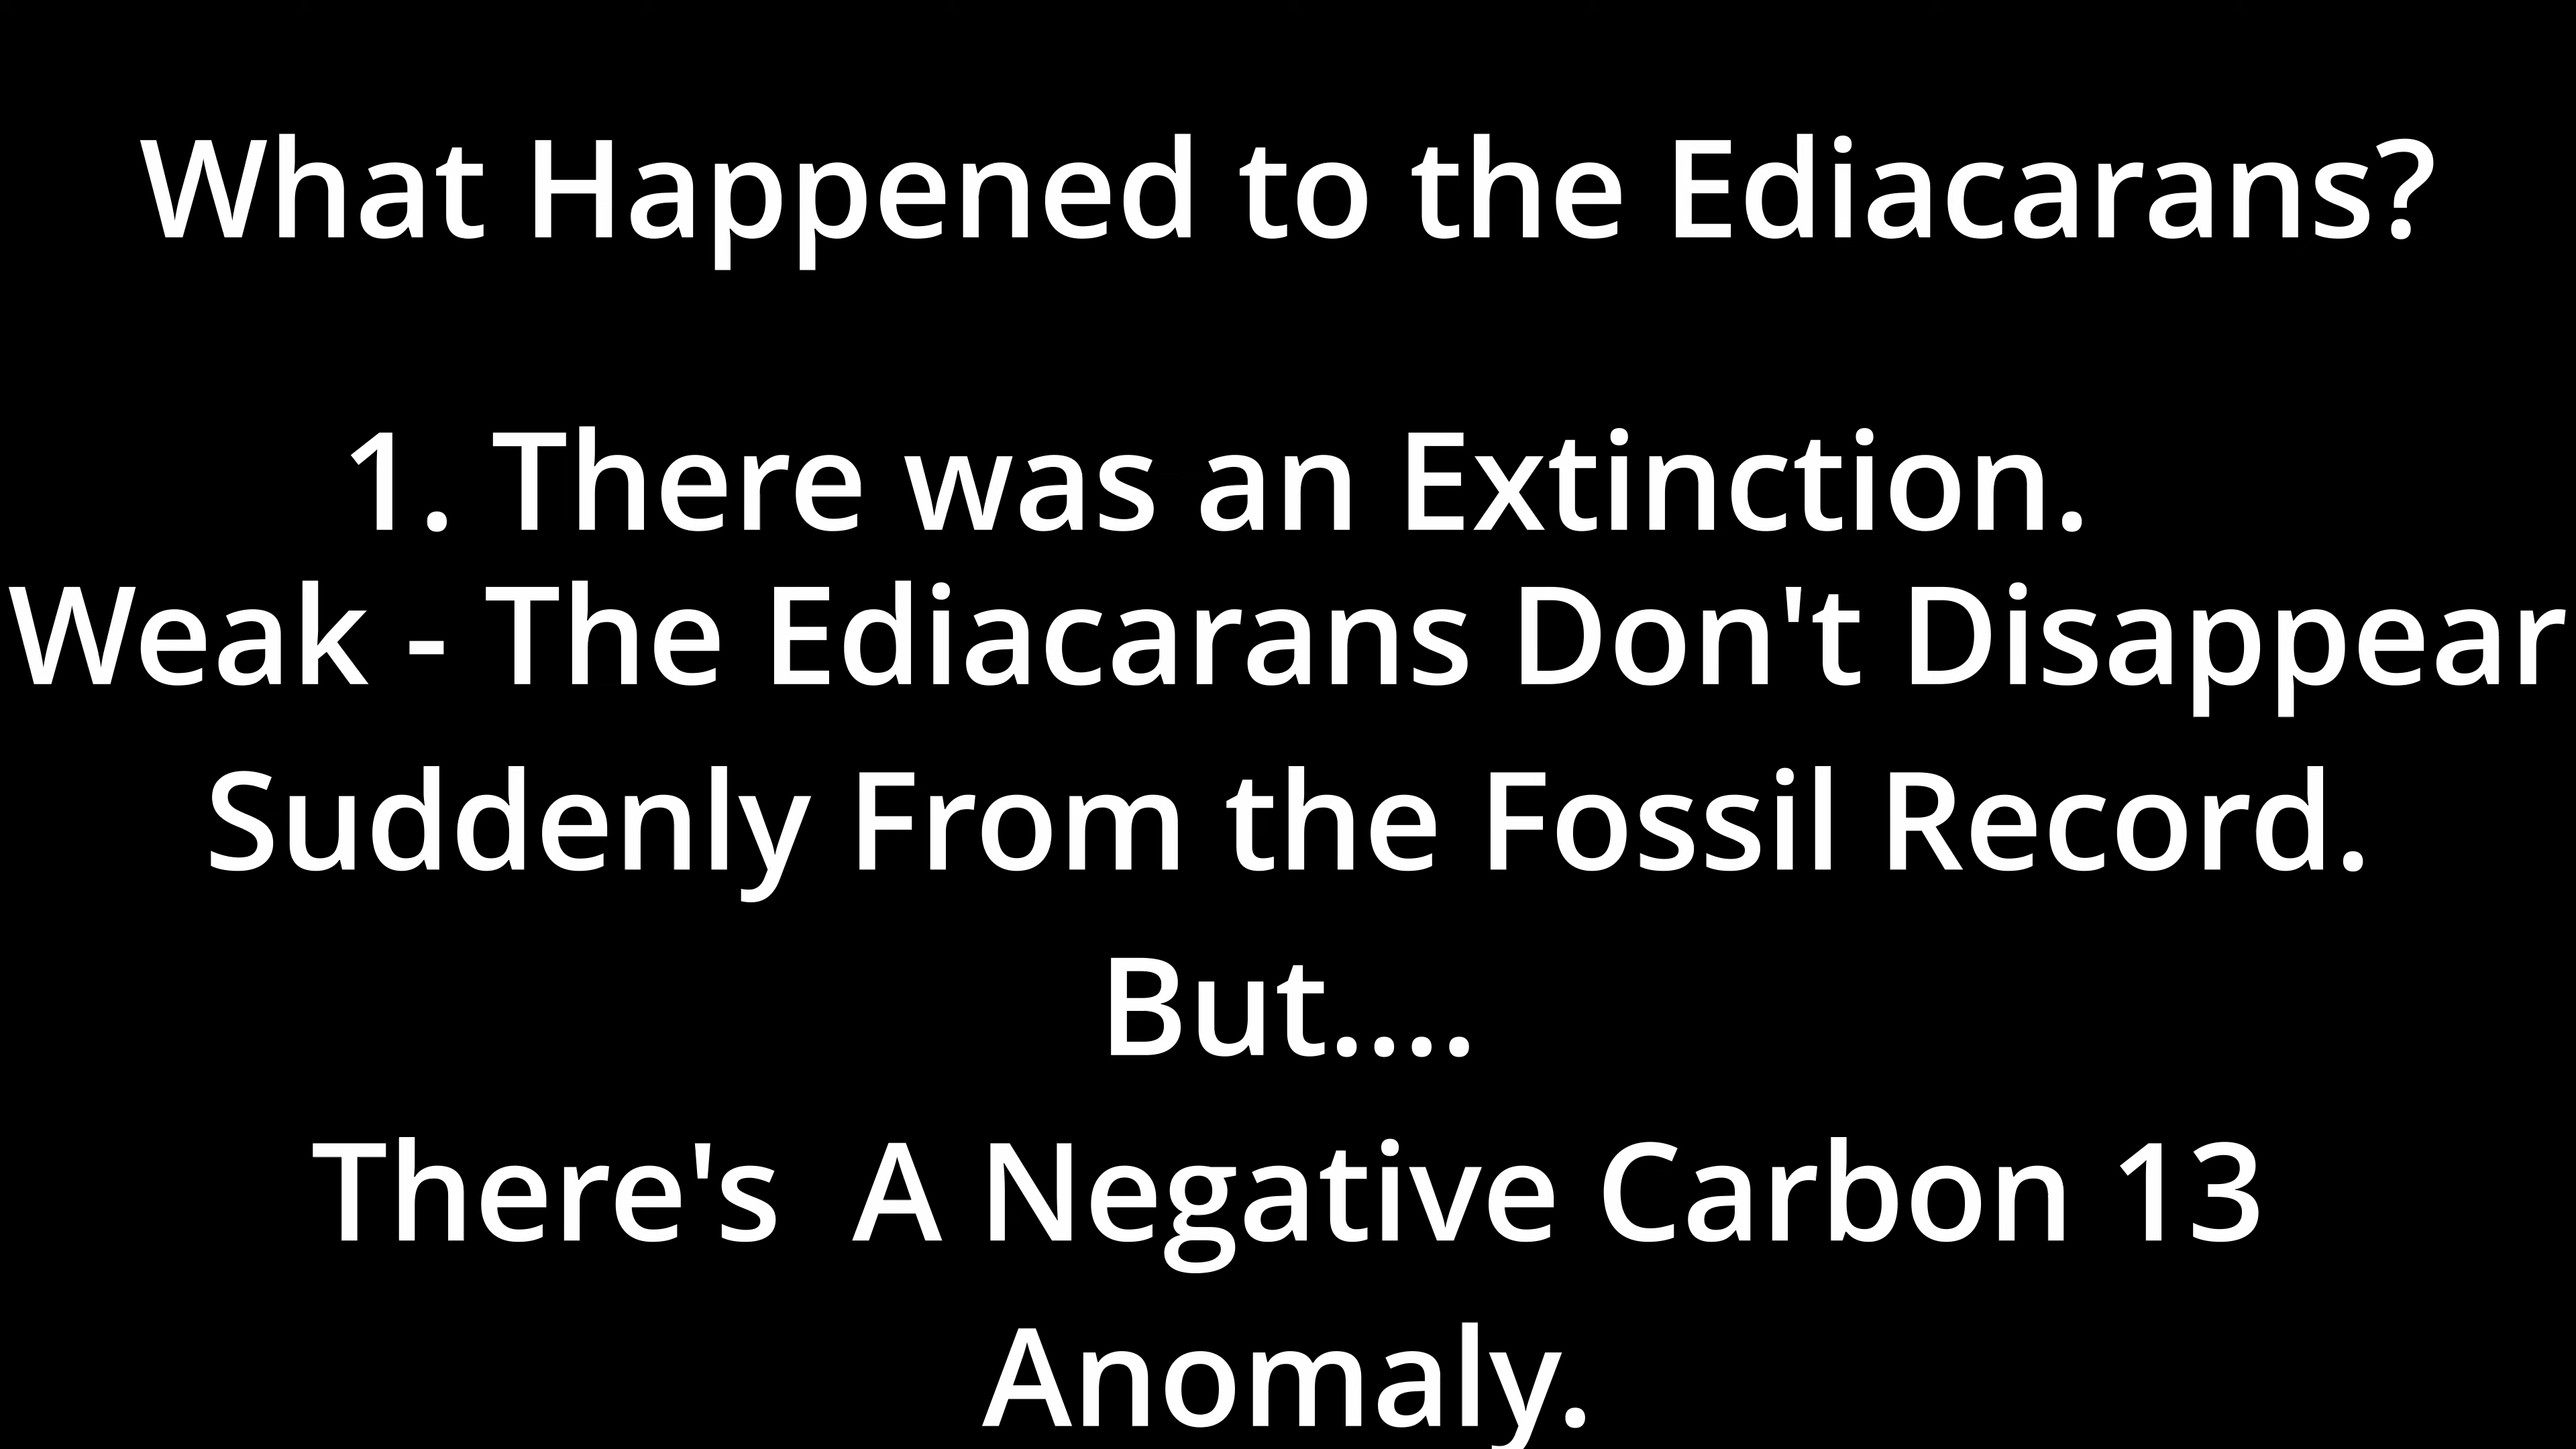 What Happened to the Ediacarans?
1. There was an Extinction.
Weak - The Ediacarans Don't Disappear
Suddenly From the Fossil Record.
But....
There's  A Negative Carbon 13
Anomaly.